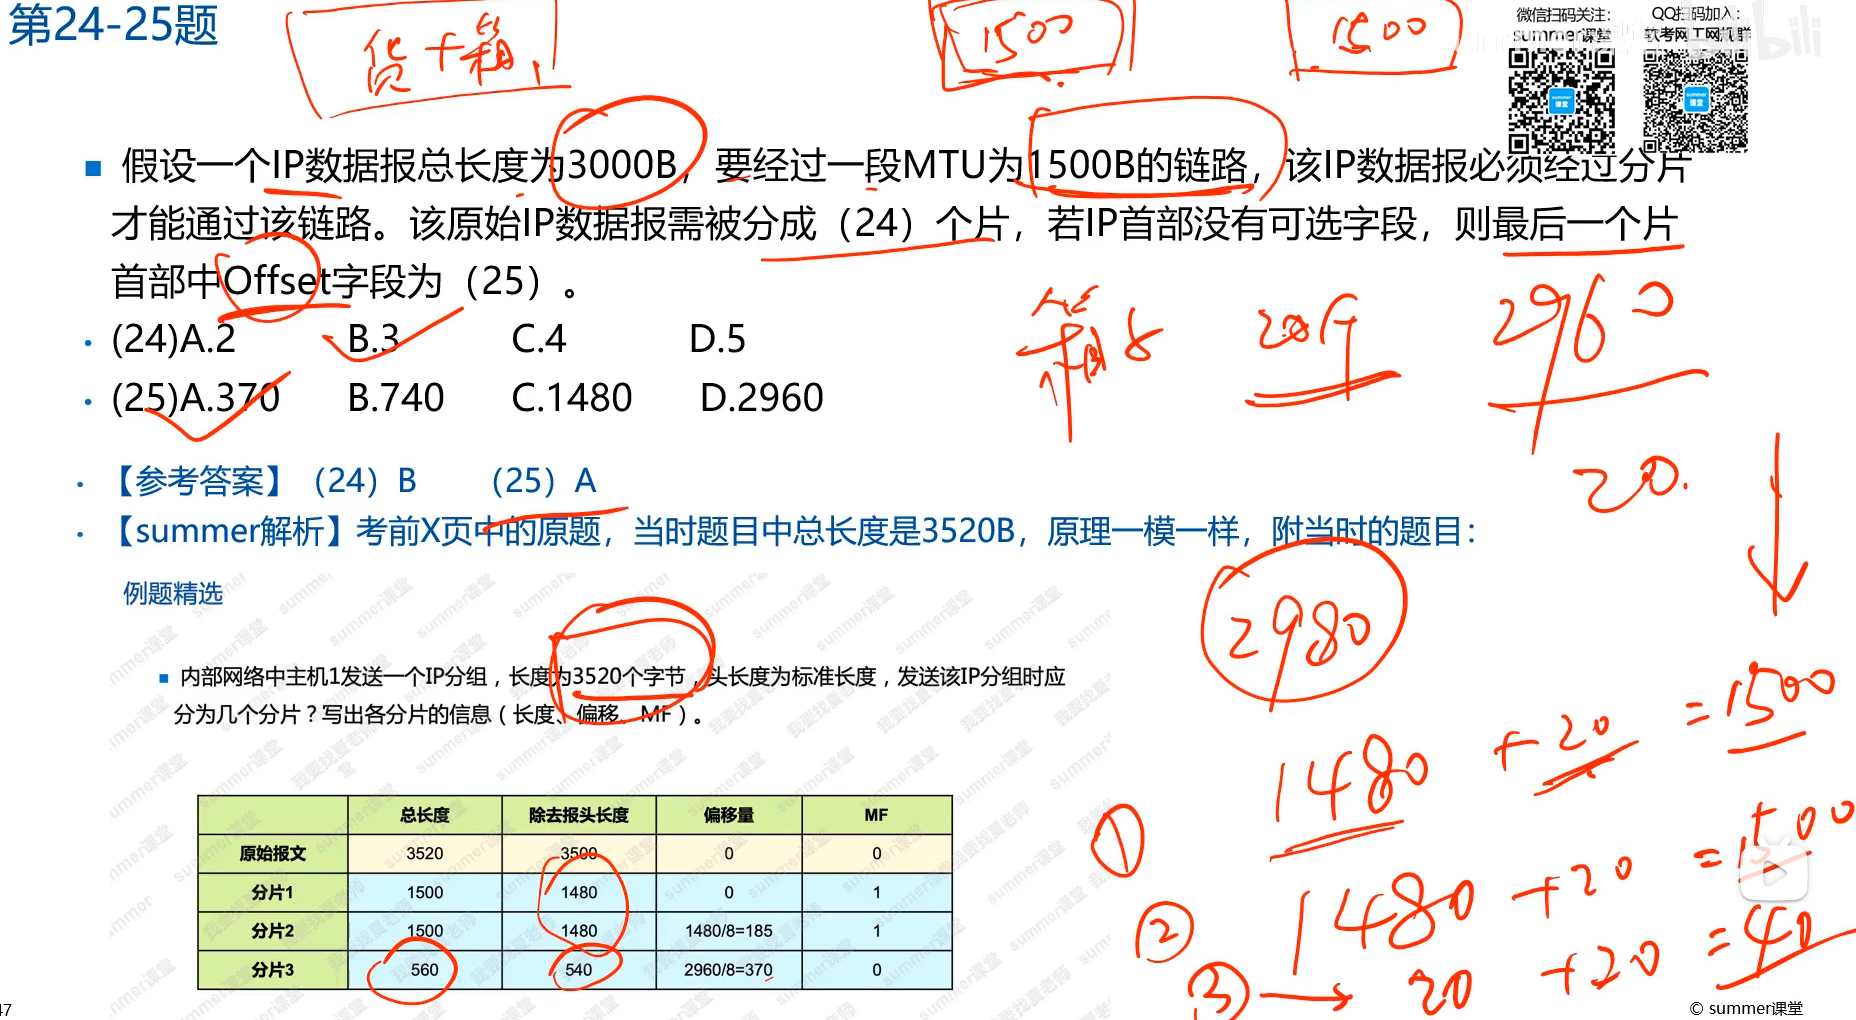 第24-25题
货+箱
1500
1500
微信扫码关注：
summer课堂
QQ扫码加入：
软考网工网规群
bilibili
假设一个IP数据报总长度为3000B，要经过一段MTU为1500B的链路，该IP数据报必须经过分片
才能通过该链路。该原始IP数据报需被分成（24）个片，若IP首部没有可选字段，则最后一个片
首部中Offset字段为（25）。
(24)A.2 B.3 C.4 D.5
(25)A.370 B.740 C.1480 D.2960
2960
20.
【参考答案】（24）B （25）A
【summer解析】考前X页中的原题，当时题目中总长度是3520B，原理一模一样，附当时的题目：
例题精选
2980
内部网络中主机1发送一个IP分组，长度为3520个字节，头长度为标准长度，发送该IP分组时应
分为几个分片？写出各分片的信息（长度、偏移、MF）。
总长度 除去报头长度 偏移量 MF
原始报文 3520 3500 0 0
分片1 1500 1480 0 1
分片2 1500 1480 1480/8=185 1
分片3 560 540 2960/8=370 0
① 1480 +20 =1500
② 1480 +20 =1500
③ 20 +20 =40
47
© summer课堂